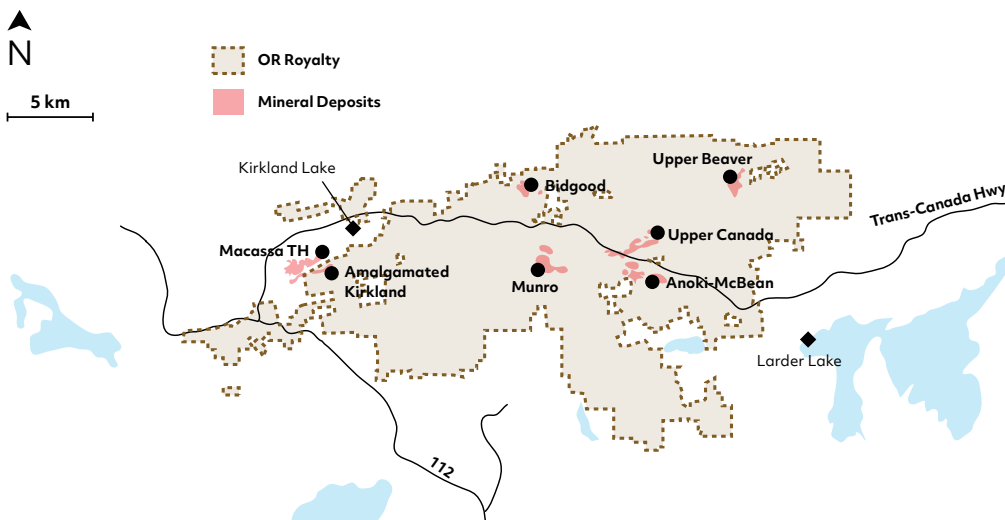 N
5 km
OR Royalty
Mineral Deposits
Kirkland Lake
Upper Beaver
Bidgood
Trans-Canada Hwy
Macassa TH
Upper Canada
Amalgamated
Kirkland
Munro
Anoki-McBean
Larder Lake
112